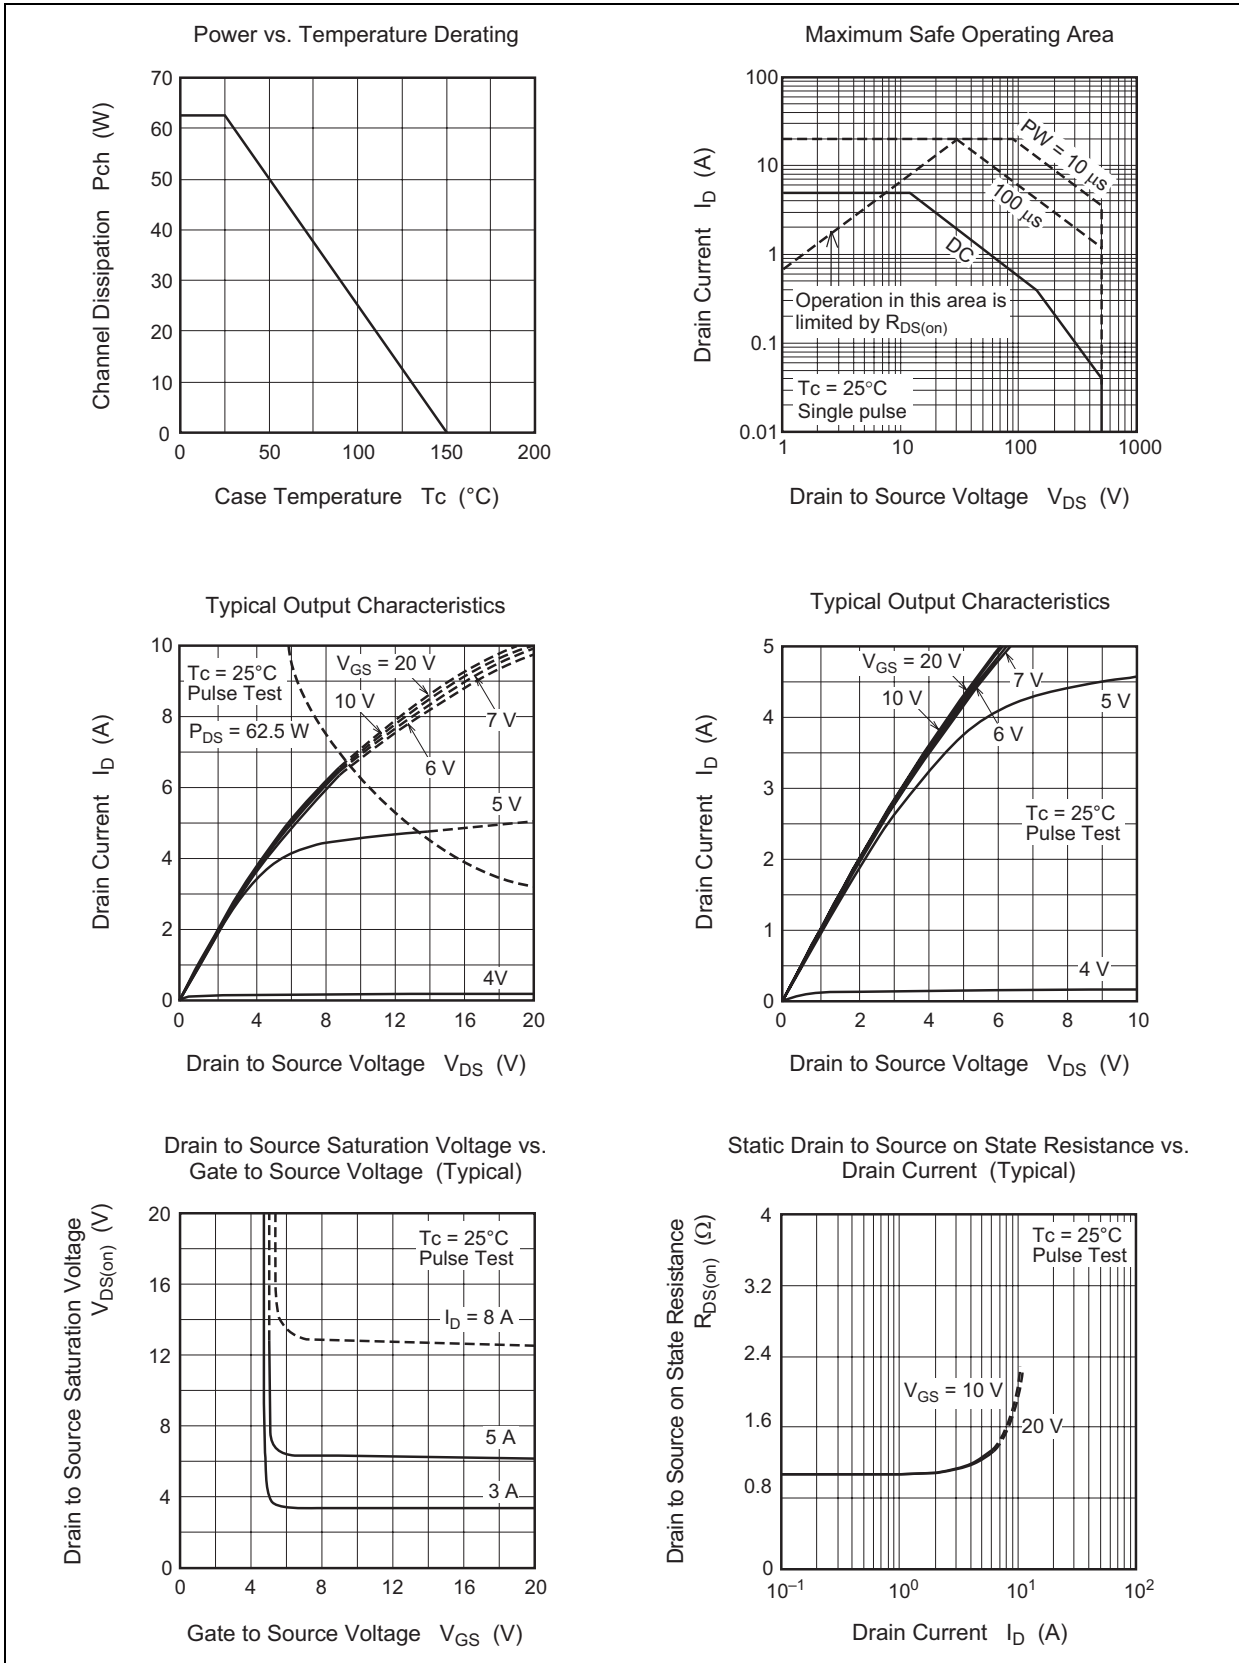 Power vs. Temperature Derating
70
60
50
40
30
20
10
0
0
50
100
150
200
Channel Dissipation Pch (W)
Case Temperature Tc (°C)
Maximum Safe Operating Area
100
10
1
0.1
0.01
1
10
100
1000
Drain Current I_D (A)
PW = 10 μs
100 μs
DC
Operation in this area is
limited by R_DS(on)
Tc = 25°C
Single pulse
Drain to Source Voltage V_DS (V)
Typical Output Characteristics
10
8
6
4
2
0
0
4
8
12
16
20
Drain Current I_D (A)
Tc = 25°C
Pulse Test
P_DS = 62.5 W
V_GS = 20 V
10 V
7 V
6 V
5 V
4V
Drain to Source Voltage V_DS (V)
Typical Output Characteristics
5
4
3
2
1
0
0
2
4
6
8
10
Drain Current I_D (A)
V_GS = 20 V
10 V
7 V
6 V
5 V
Tc = 25°C
Pulse Test
4 V
Drain to Source Voltage V_DS (V)
Drain to Source Saturation Voltage vs.
Gate to Source Voltage (Typical)
20
16
12
8
4
0
0
4
8
12
16
20
Drain to Source Saturation Voltage
V_DS(on) (V)
Tc = 25°C
Pulse Test
I_D = 8 A
5 A
3 A
Gate to Source Voltage V_GS (V)
Static Drain to Source on State Resistance vs.
Drain Current (Typical)
4
3.2
2.4
1.6
0.8
0
10⁻¹
10⁰
10¹
10²
Drain to Source on State Resistance
R_DS(on) (Ω)
Tc = 25°C
Pulse Test
V_GS = 10 V
20 V
Drain Current I_D (A)